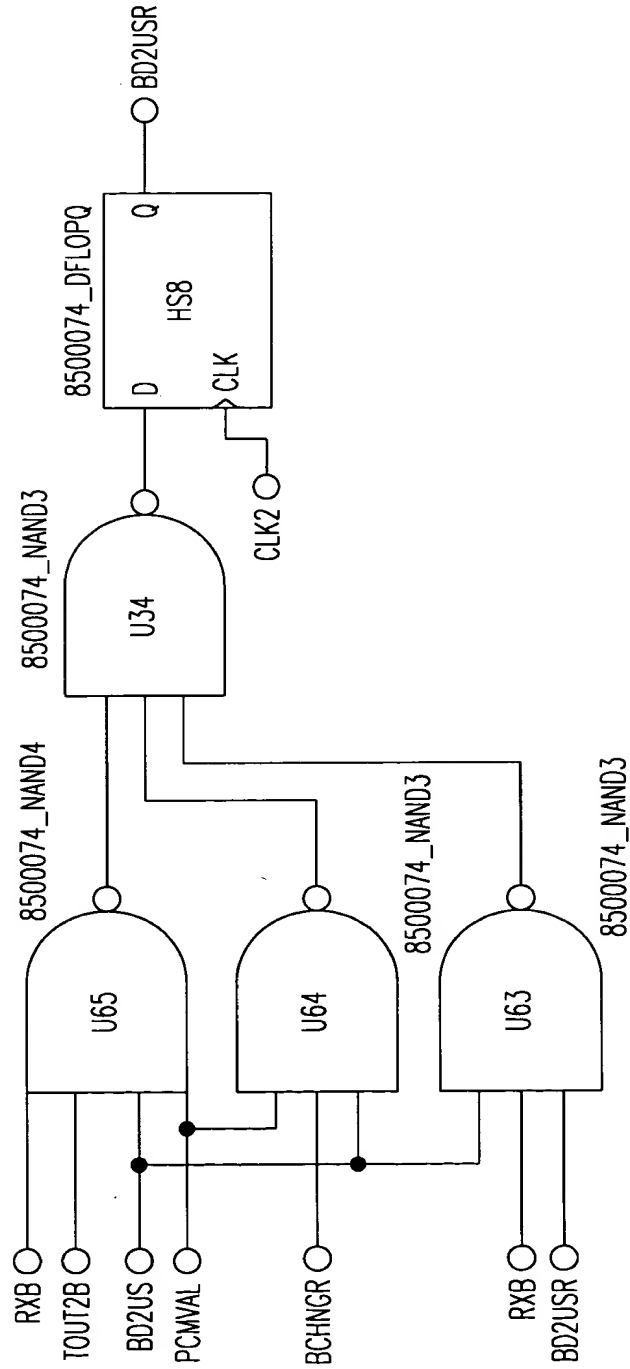 RXB
TOUT2B
BD2US
PCMVAL
BCHNGR
RXB
BD2USR
8500074_NAND4
U65
U64
8500074_NAND3
U63
8500074_NAND3
8500074_NAND3
U34
CLK2
8500074_DFLOPQ
D
Q
HS8
CLK
BD2USR